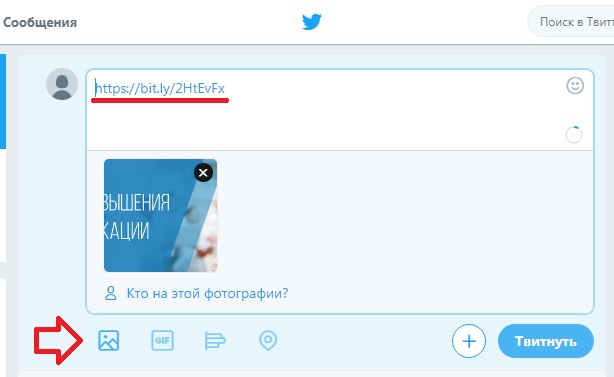 Сообщения
Поиск в Твитт
https://bit.ly/2HtEvFx
ВЫШЕНИЯ
КАЦИИ
Кто на этой фотографии?
GIF
Твитнуть